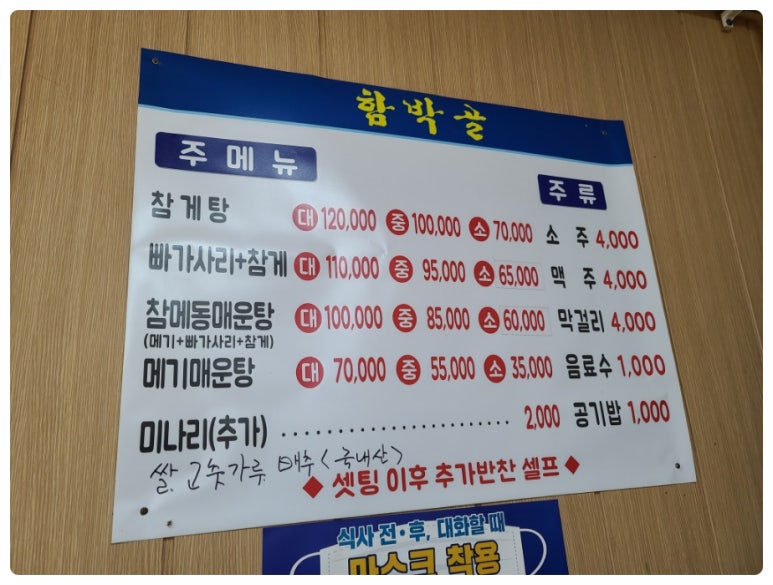 함박골
주메뉴
주류
참게탕 대 120,000 중 100,000 소 70,000 소주 4,000
빠가사리+참게 대 110,000 중 95,000 소 65,000 맥주 4,000
참메동매운탕 대 100,000 중 85,000 소 60,000 막걸리 4,000
(메기+빠가사리+참게)
메기매운탕 대 70,000 중 55,000 소 35,000 음료수 1,000
미나리(추가) .......................... 2,000 공기밥 1,000
쌀. 고춧가루 배추<국내산>
◆ 셋팅 이후 추가반찬 셀프 ◆
식사 전·후, 대화할 때
마스크 착용